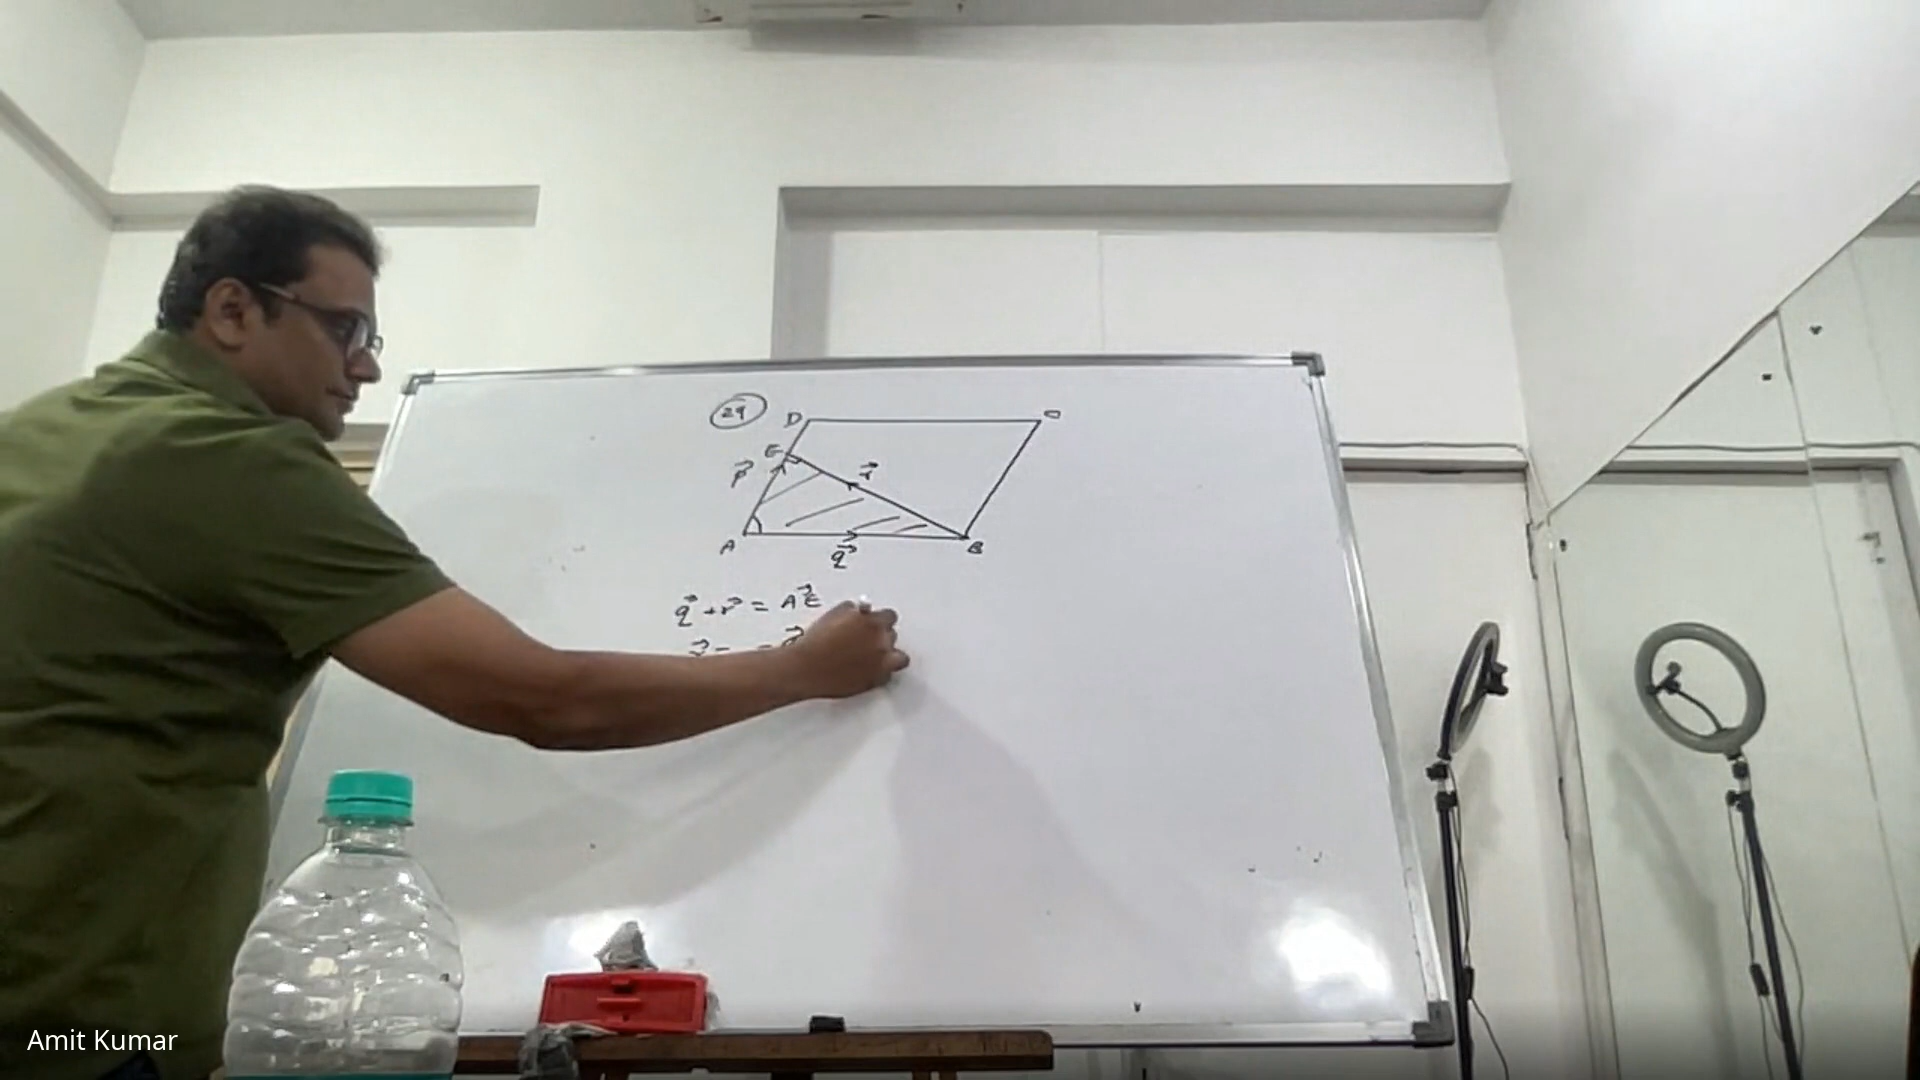 29
D C
E
p⃗ r⃗
A B
q⃗
q⃗ + r⃗ = AE⃗
Amit Kumar